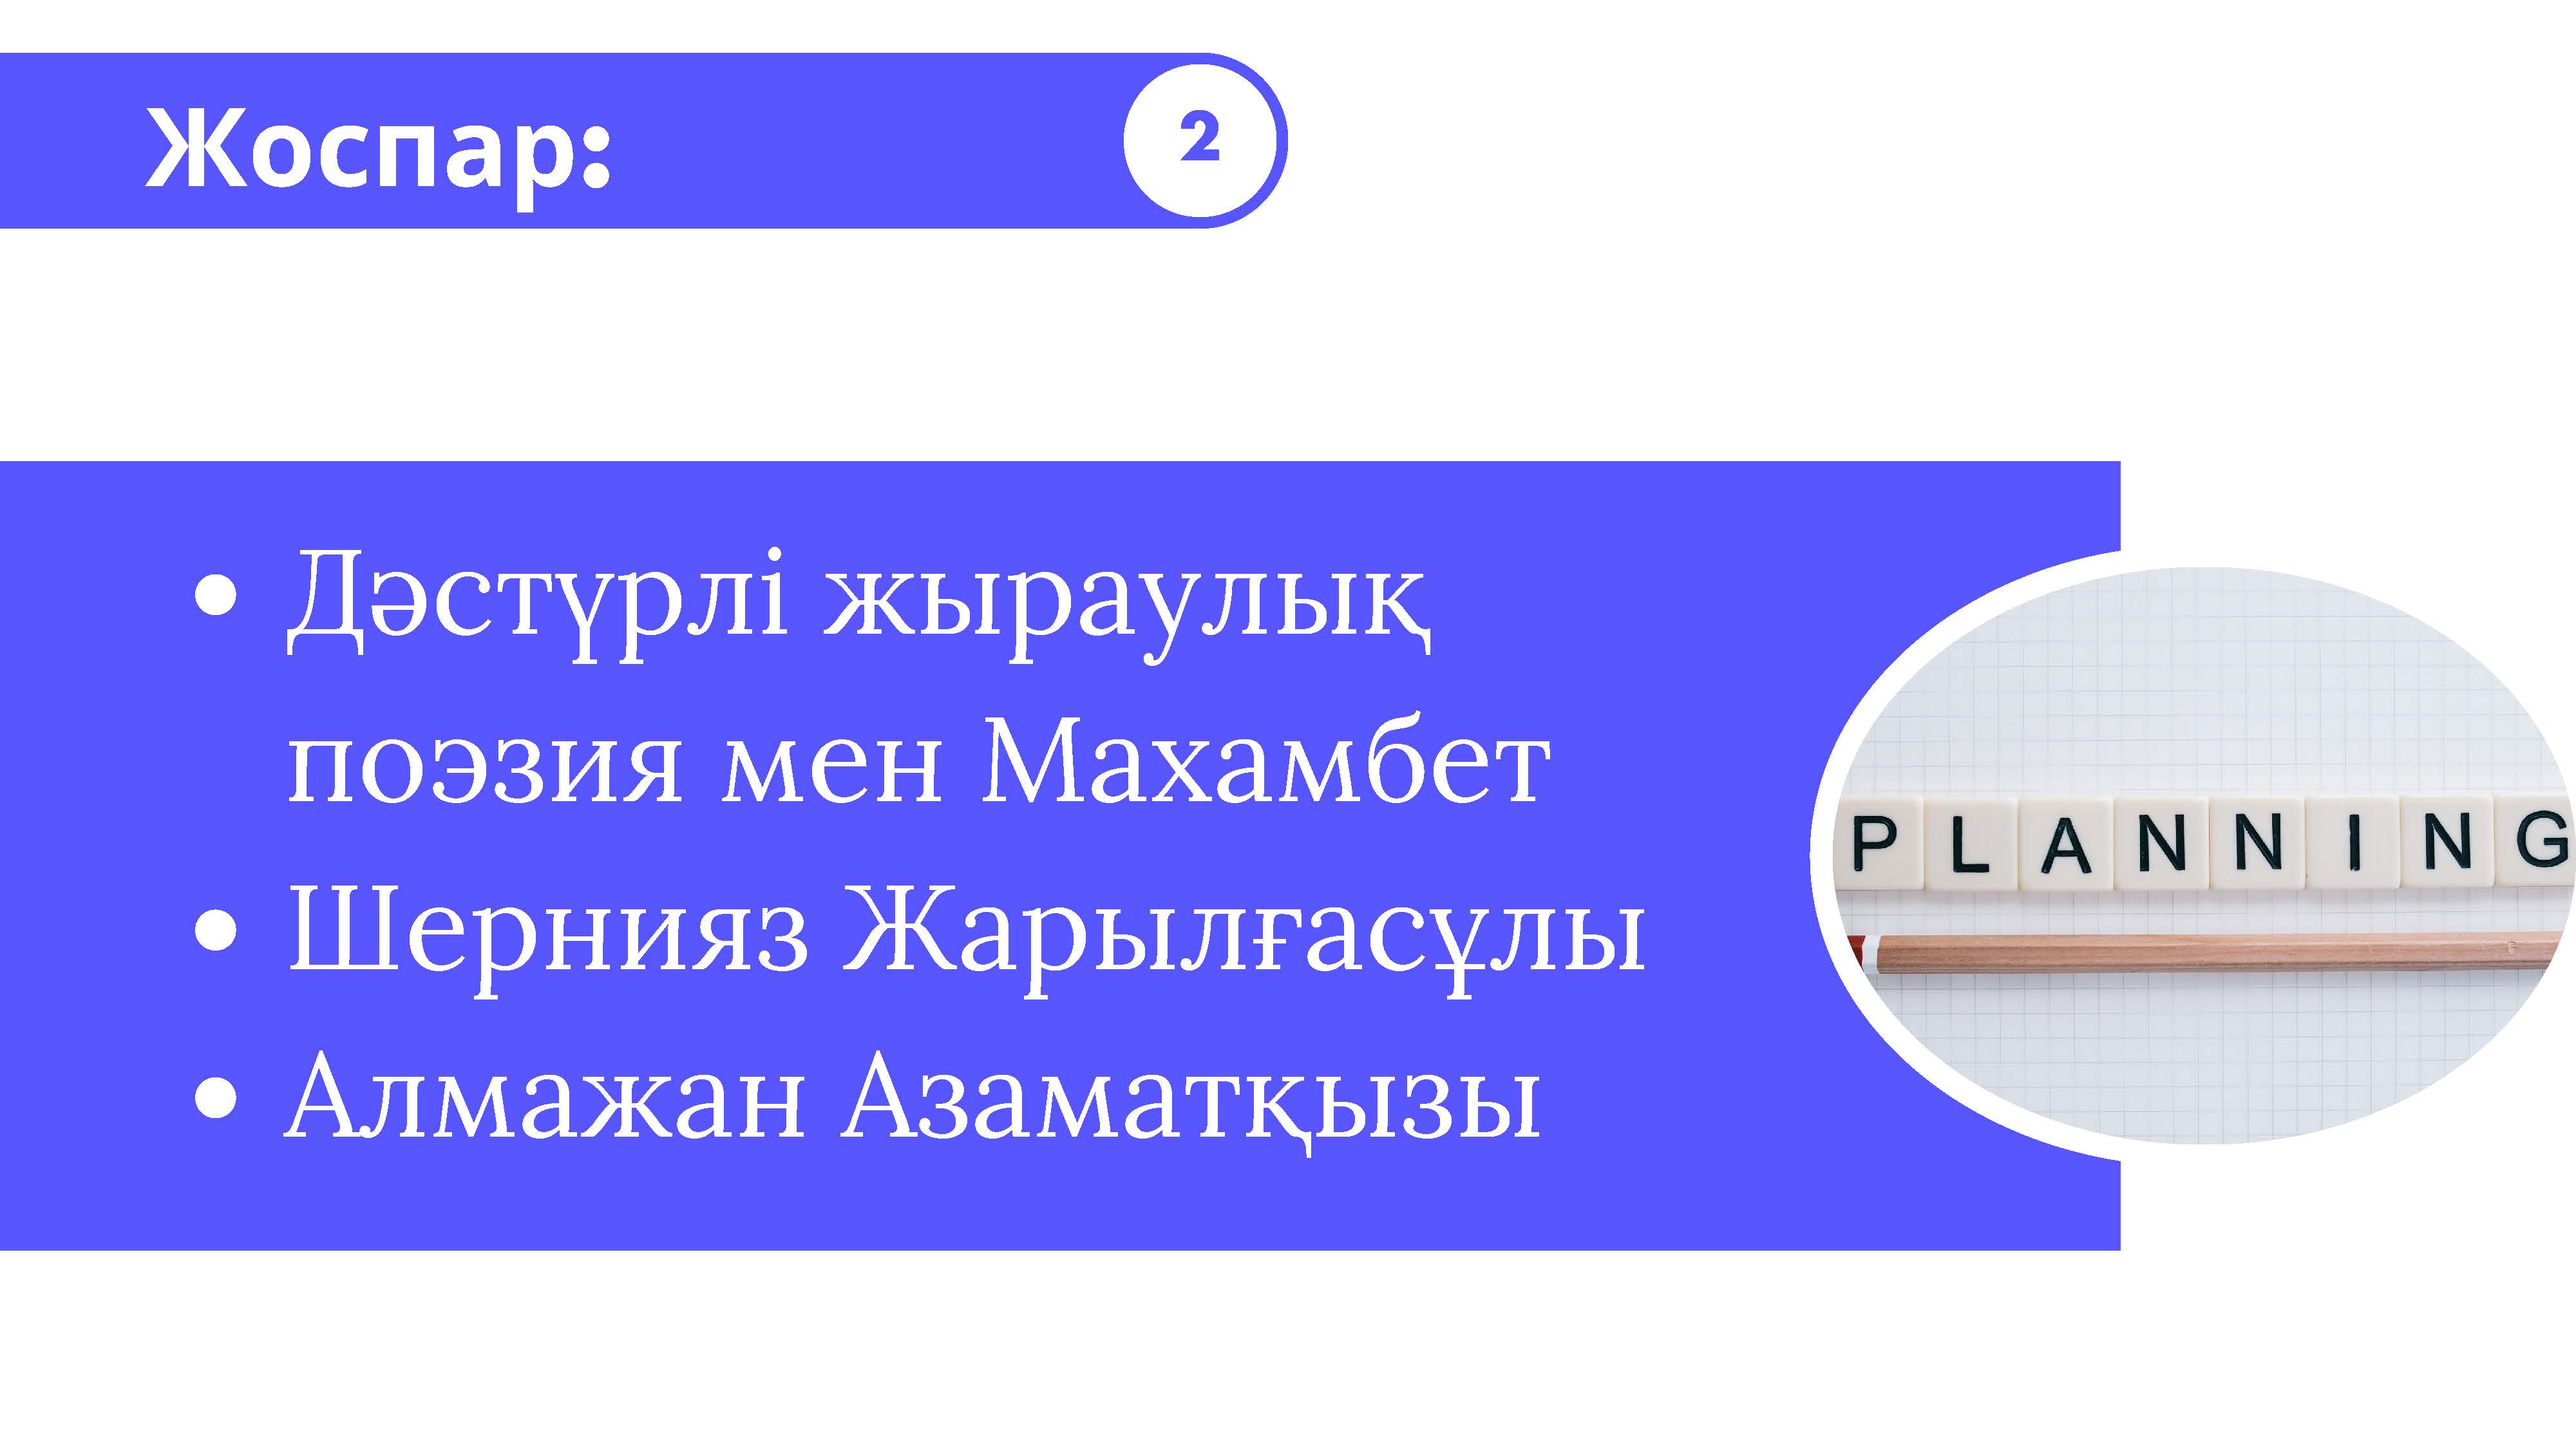 Жоспар:
2
• Дәстүрлі жыраулық
поэзия мен Махамбет
• Шернияз Жарылғасұлы
• Алмажан Азаматқызы
PLANNING